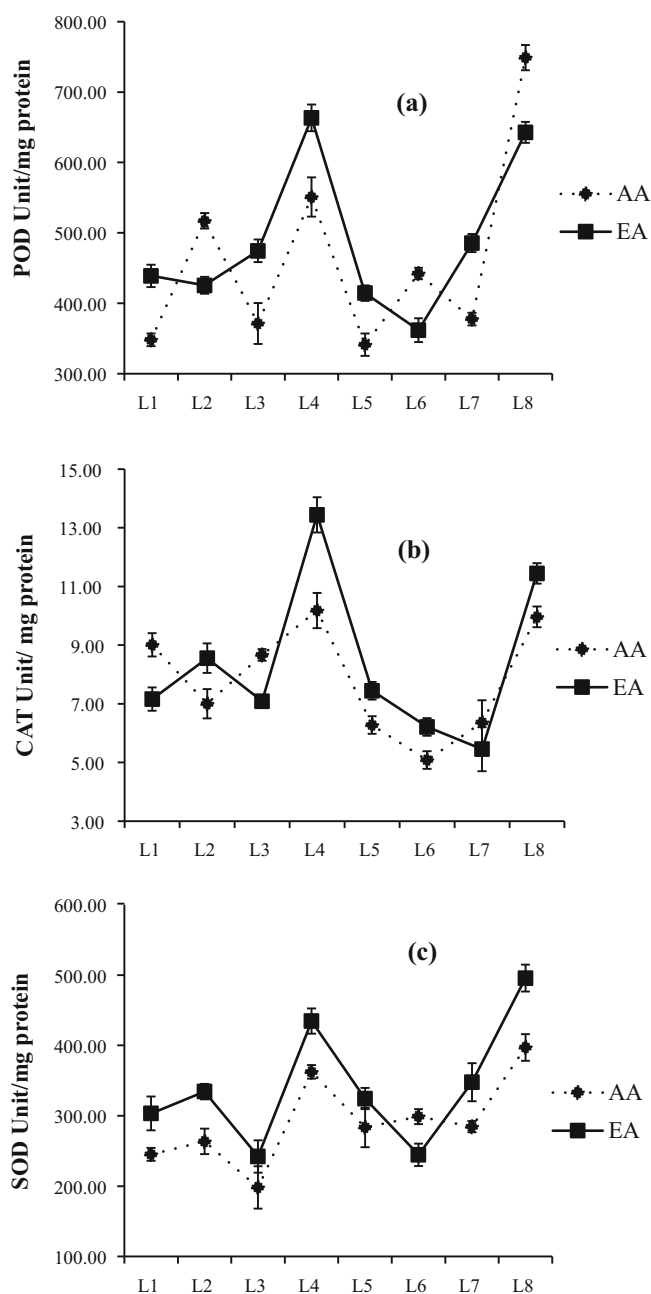 POD Unit/mg protein
800.00
700.00
600.00
500.00
400.00
300.00
(a)
AA
EA
L1 L2 L3 L4 L5 L6 L7 L8
CAT Unit/ mg protein
15.00
13.00
11.00
9.00
7.00
5.00
3.00
(b)
AA
EA
L1 L2 L3 L4 L5 L6 L7 L8
SOD Unit/mg protein
600.00
500.00
400.00
300.00
200.00
100.00
(c)
AA
EA
L1 L2 L3 L4 L5 L6 L7 L8